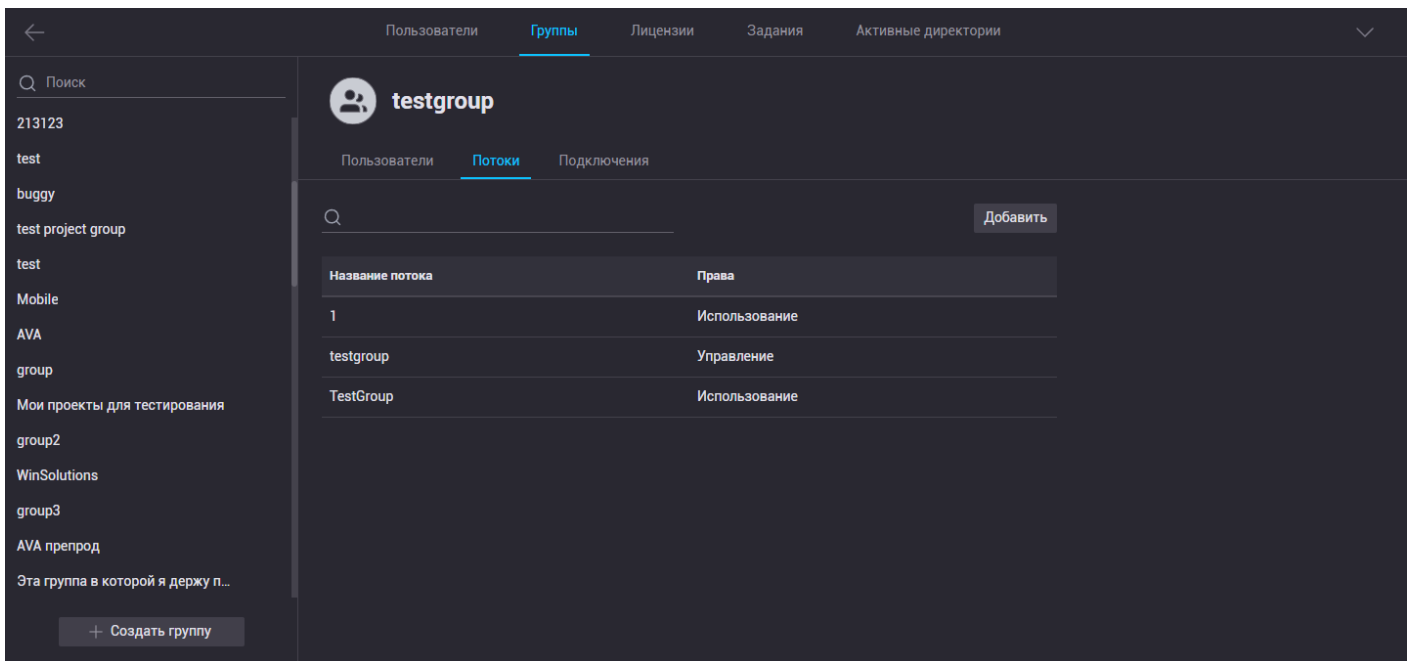 Пользователи Группы Лицензии Задания Активные директории
Поиск
213123
test
buggy
test project group
test
Mobile
AVA
group
Мои проекты для тестирования
group2
WinSolutions
group3
AVA препрод
Эта группа в которой я держу п...
+ Создать группу
testgroup
Пользователи Потоки Подключения
Добавить
Название потока Права
1 Использование
testgroup Управление
TestGroup Использование